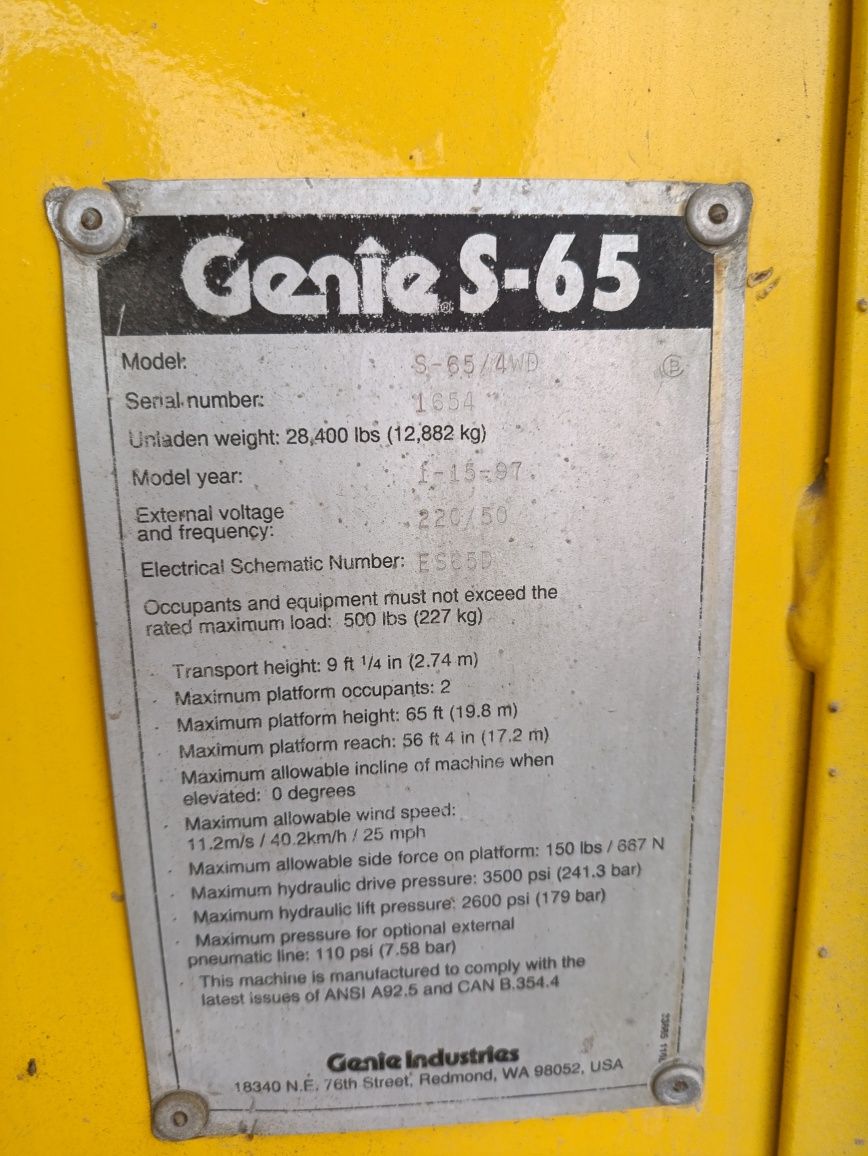 Genie® S-65
Model: S-65/4WD
Serial number: 1654
Unladen weight: 28,400 lbs (12,882 kg)
Model year: 1-15-97
External voltage 220/50
and frequency:
Electrical Schematic Number: ES65D
Occupants and equipment must not exceed the
rated maximum load: 500 lbs (227 kg)
· Transport height: 9 ft 1/4 in (2.74 m)
· Maximum platform occupants: 2
· Maximum platform height: 65 ft (19.8 m)
· Maximum platform reach: 56 ft 4 in (17.2 m)
· Maximum allowable incline of machine when
elevated: 0 degrees
· Maximum allowable wind speed:
11.2m/s / 40.2km/h / 25 mph
· Maximum allowable side force on platform: 150 lbs / 667 N
· Maximum hydraulic drive pressure: 3500 psi (241.3 bar)
· Maximum hydraulic lift pressure: 2600 psi (179 bar)
· Maximum pressure for optional external
pneumatic line: 110 psi (7.58 bar)
· This machine is manufactured to comply with the
latest issues of ANSI A92.5 and CAN B.354.4
Genie Industries
18340 N.E. 76th Street, Redmond, WA 98052, USA